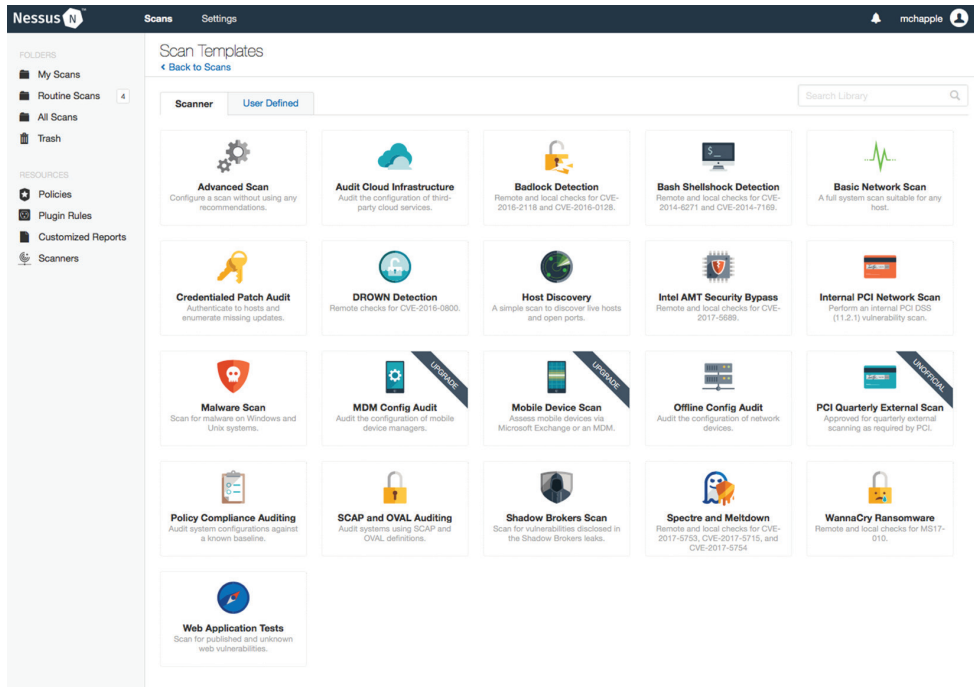 Nessus N ™
Scans Settings
mchapple
FOLDERS
My Scans
Routine Scans 4
All Scans
Trash
RESOURCES
Policies
Plugin Rules
Customized Reports
Scanners
Scan Templates
< Back to Scans
Scanner User Defined
Search Library
Advanced Scan
Configure a scan without using any
recommendations.
Audit Cloud Infrastructure
Audit the configuration of third-
party cloud services.
Badlock Detection
Remote and local checks for CVE-
2016-2118 and CVE-2016-0128.
$_
Bash Shellshock Detection
Remote and local checks for CVE-
2014-6271 and CVE-2014-7169.
Basic Network Scan
A full system scan suitable for any
host.
Credentialed Patch Audit
Authenticate to hosts and
enumerate missing updates.
DROWN Detection
Remote checks for CVE-2016-0800.
Host Discovery
A simple scan to discover live hosts
and open ports.
Intel AMT Security Bypass
Remote and local checks for CVE-
2017-5689.
Internal PCI Network Scan
Perform an internal PCI DSS
(11.2.1) vulnerability scan.
Malware Scan
Scan for malware on Windows and
Unix systems.
UPGRADE
MDM Config Audit
Audit the configuration of mobile
device managers.
UPGRADE
Mobile Device Scan
Assess mobile devices via
Microsoft Exchange or an MDM.
Offline Config Audit
Audit the configuration of network
devices.
UNOFFICIAL
PCI Quarterly External Scan
Approved for quarterly external
scanning as required by PCI.
Policy Compliance Auditing
Audit system configurations against
a known baseline.
SCAP and OVAL Auditing
Audit systems using SCAP and
OVAL definitions.
Shadow Brokers Scan
Scan for vulnerabilities disclosed in
the Shadow Brokers leaks.
Spectre and Meltdown
Remote and local checks for CVE-
2017-5753, CVE-2017-5715, and
CVE-2017-5754
WannaCry Ransomware
Remote and local checks for MS17-
010.
Web Application Tests
Scan for published and unknown
web vulnerabilities.